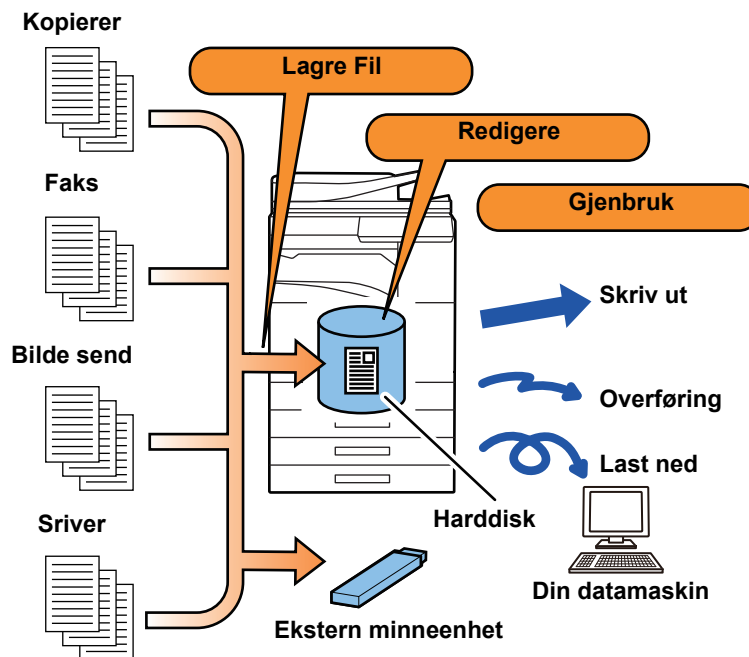 Kopierer
Lagre Fil
Redigere
Faks
Gjenbruk
Skriv ut
Bilde send
Overføring
Last ned
Sriver
Harddisk
Din datamaskin
Ekstern minneenhet